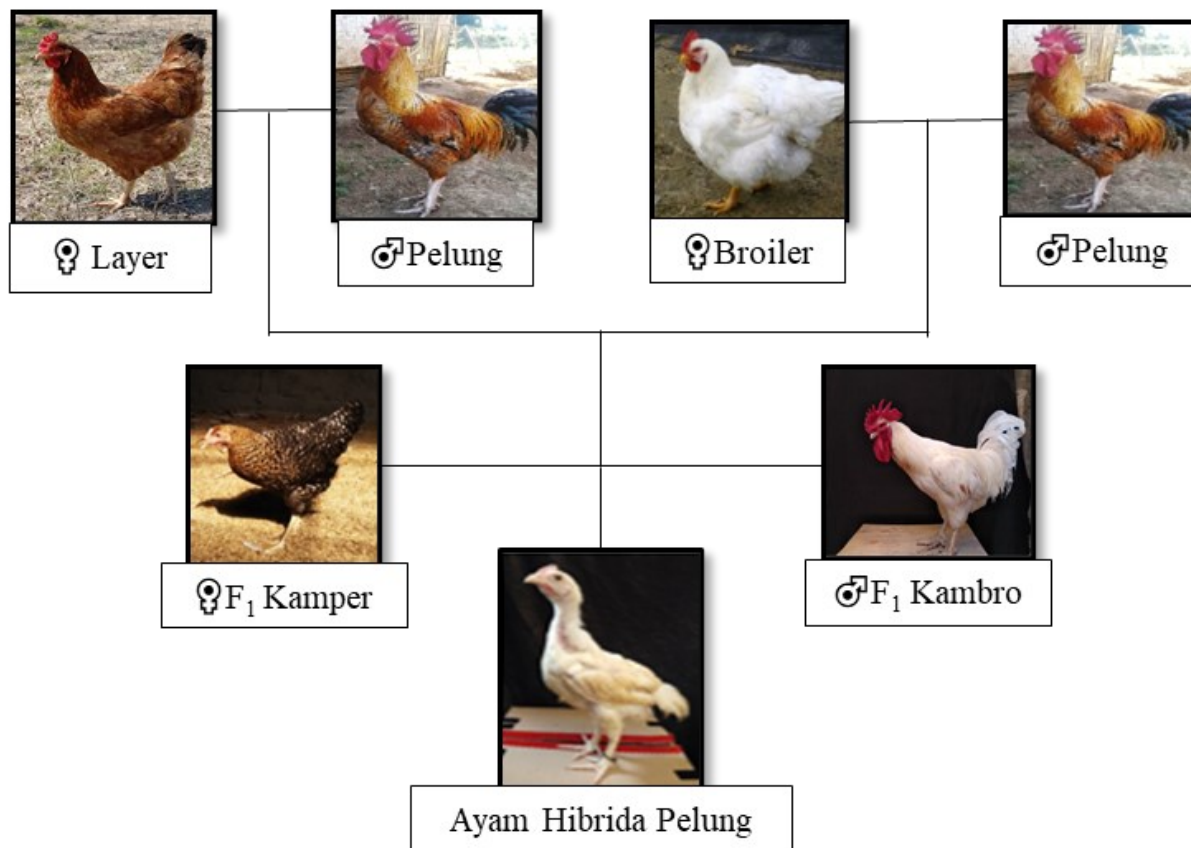 ♀ Layer
♂Pelung
♀Broiler
♂Pelung
♀F₁ Kamper
♂F₁ Kambro
Ayam Hibrida Pelung